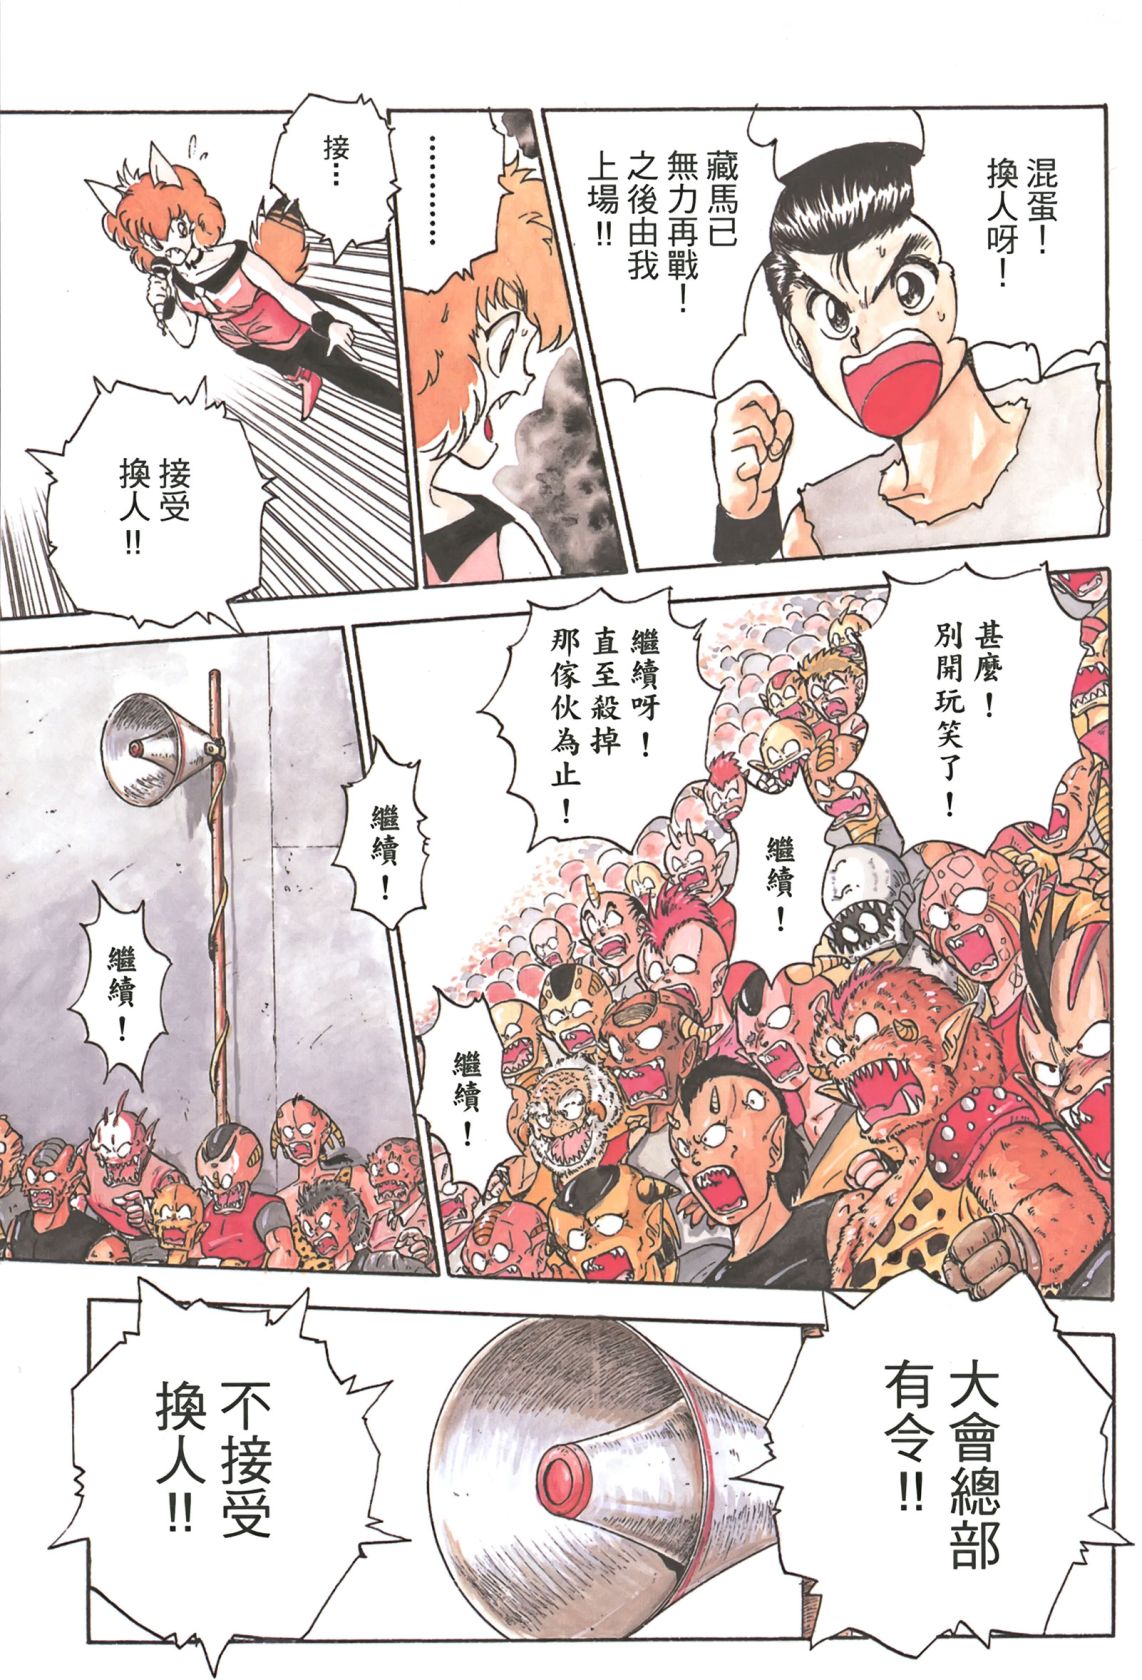 混蛋！
換人呀！
藏馬已
無力再戰！
之後由我
上場!!
………
接…
接受
換人!!
甚麼！
別開玩笑了！
繼續呀！
直至殺掉
那傢伙為止！
繼續！
繼續！
繼續！
繼續！
大會總部
有令!!
不接受
換人!!